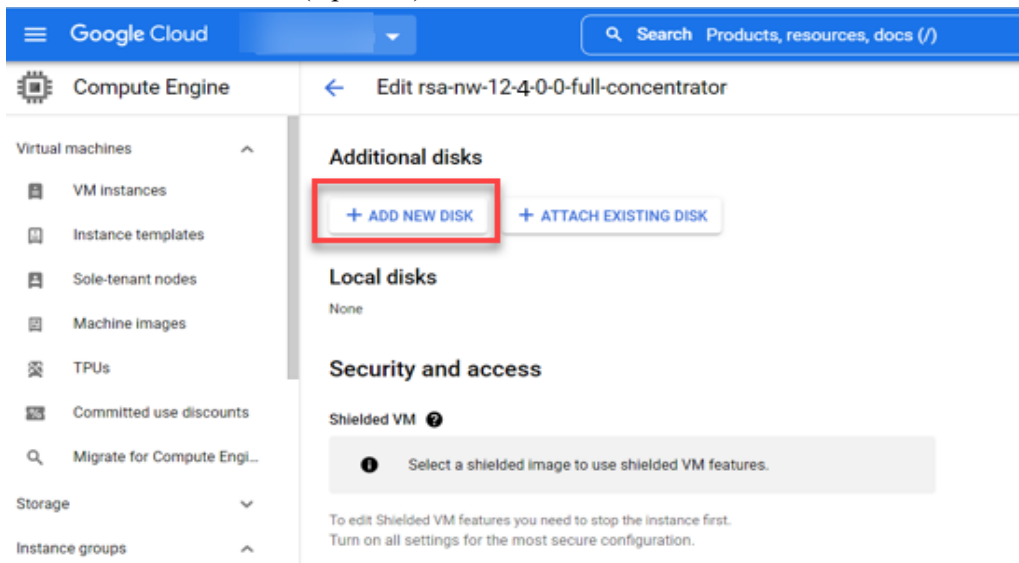 Google Cloud
Search Products, resources, docs (/)
Compute Engine
Edit rsa-nw-12-4-0-0-full-concentrator
Virtual machines
VM instances
Instance templates
Sole-tenant nodes
Machine images
TPUs
Committed use discounts
Migrate for Compute Engi...
Storage
Instance groups
Additional disks
+ ADD NEW DISK
+ ATTACH EXISTING DISK
Local disks
None
Security and access
Shielded VM
Select a shielded image to use shielded VM features.
To edit Shielded VM features you need to stop the instance first.
Turn on all settings for the most secure configuration.